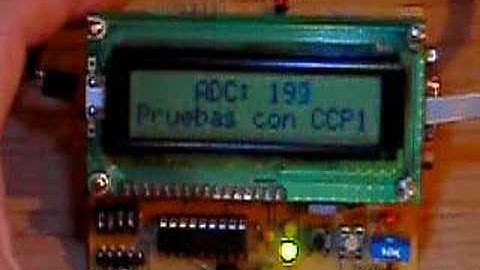 ADC: 199
Pruebas con CCP1